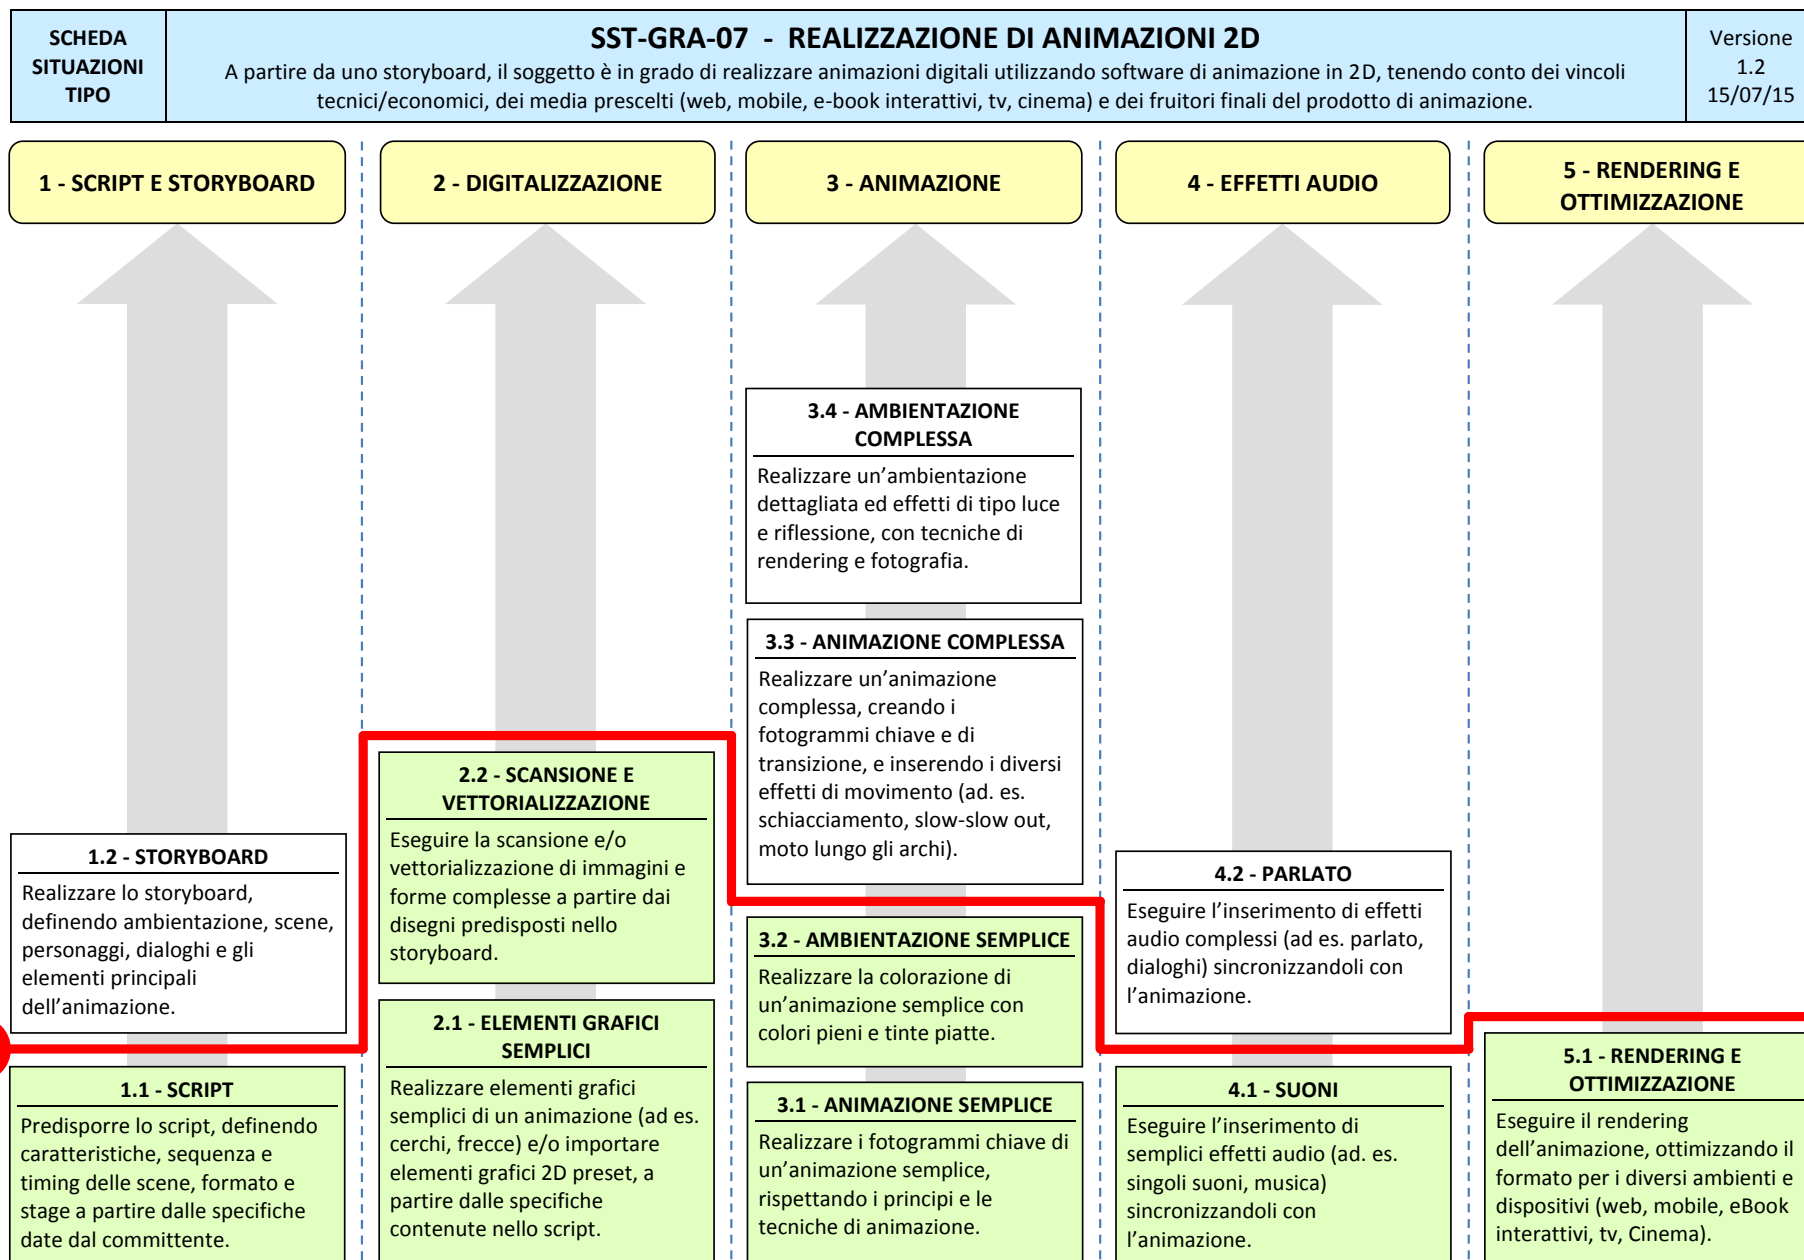 SCHEDA
SITUAZIONI
TIPO
SST-GRA-07 - REALIZZAZIONE DI ANIMAZIONI 2D
A partire da uno storyboard, il soggetto è in grado di realizzare animazioni digitali utilizzando software di animazione in 2D, tenendo conto dei vincoli
tecnici/economici, dei media prescelti (web, mobile, e-book interattivi, tv, cinema) e dei fruitori finali del prodotto di animazione.
Versione
1.2
15/07/15
1 - SCRIPT E STORYBOARD
2 - DIGITALIZZAZIONE
3 - ANIMAZIONE
4 - EFFETTI AUDIO
5 - RENDERING E
OTTIMIZZAZIONE
1.2 - STORYBOARD
Realizzare lo storyboard,
definendo ambientazione, scene,
personaggi, dialoghi e gli
elementi principali
dell'animazione.
1.1 - SCRIPT
Predisporre lo script, definendo
caratteristiche, sequenza e
timing delle scene, formato e
stage a partire dalle specifiche
date dal committente.
2.2 - SCANSIONE E
VETTORIALIZZAZIONE
Eseguire la scansione e/o
vettorializzazione di immagini e
forme complesse a partire dai
disegni predisposti nello
storyboard.
2.1 - ELEMENTI GRAFICI
SEMPLICI
Realizzare elementi grafici
semplici di un animazione (ad es.
cerchi, frecce) e/o importare
elementi grafici 2D preset, a
partire dalle specifiche
contenute nello script.
3.4 - AMBIENTAZIONE
COMPLESSA
Realizzare un'ambientazione
dettagliata ed effetti di tipo luce
e riflessione, con tecniche di
rendering e fotografia.
3.3 - ANIMAZIONE COMPLESSA
Realizzare un'animazione
complessa, creando i
fotogrammi chiave e di
transizione, e inserendo i diversi
effetti di movimento (ad. es.
schiacciamento, slow-slow out,
moto lungo gli archi).
3.2 - AMBIENTAZIONE SEMPLICE
Realizzare la colorazione di
un'animazione semplice con
colori pieni e tinte piatte.
3.1 - ANIMAZIONE SEMPLICE
Realizzare i fotogrammi chiave di
un'animazione semplice,
rispettando i principi e le
tecniche di animazione.
4.2 - PARLATO
Eseguire l'inserimento di effetti
audio complessi (ad es. parlato,
dialoghi) sincronizzandoli con
l'animazione.
4.1 - SUONI
Eseguire l'inserimento di
semplici effetti audio (ad. es.
singoli suoni, musica)
sincronizzandoli con
l'animazione.
5.1 - RENDERING E
OTTIMIZZAZIONE
Eseguire il rendering
dell'animazione, ottimizzando il
formato per i diversi ambienti e
dispositivi (web, mobile, eBook
interattivi, tv, Cinema).